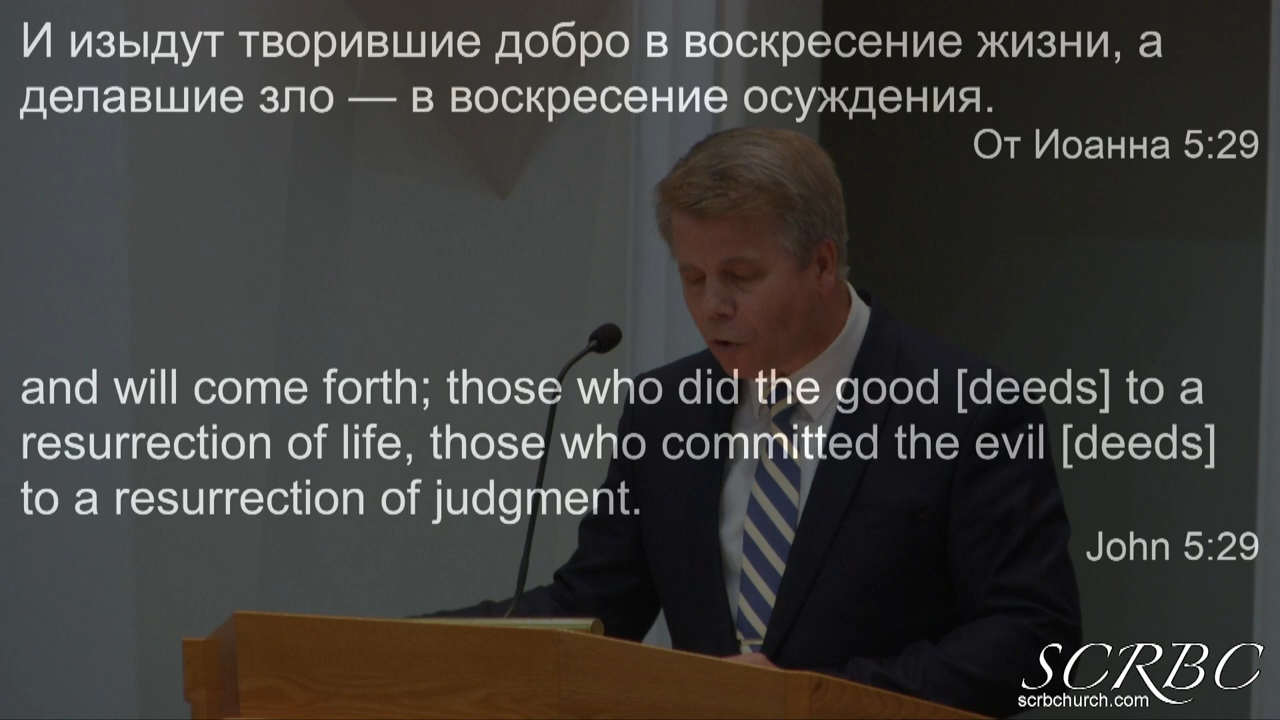 И изыдут творившие добро в воскресение жизни, а
делавшие зло — в воскресение осуждения.
От Иоанна 5:29
and will come forth; those who did the good [deeds] to a
resurrection of life, those who committed the evil [deeds]
to a resurrection of judgment.
John 5:29
SCRBC
scrbchurch.com